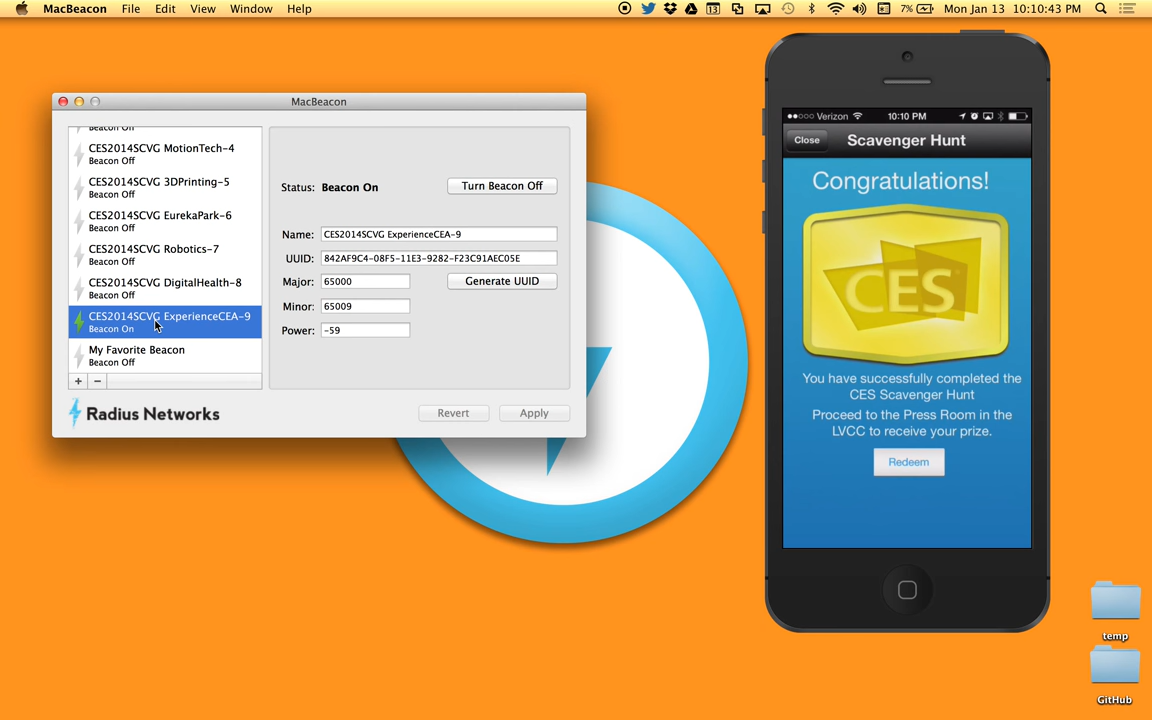 MacBeacon File Edit View Window Help
13
7% Mon Jan 13 10:10:43 PM
MacBeacon
Beacon Off
CES2014SCVG MotionTech-4
Beacon Off
CES2014SCVG 3DPrinting-5
Beacon Off
CES2014SCVG EurekaPark-6
Beacon Off
CES2014SCVG Robotics-7
Beacon Off
CES2014SCVG DigitalHealth-8
Beacon Off
CES2014SCVG ExperienceCEA-9
Beacon On
My Favorite Beacon
Beacon Off
+ −
Radius Networks
Status: Beacon On Turn Beacon Off
Name: CES2014SCVG ExperienceCEA-9
UUID: 842AF9C4-08F5-11E3-9282-F23C91AEC05E
Major: 65000 Generate UUID
Minor: 65009
Power: -59
Revert Apply
Verizon 10:10 PM
Close Scavenger Hunt
Congratulations!
CES
You have successfully completed the
CES Scavenger Hunt
Proceed to the Press Room in the
LVCC to receive your prize.
Redeem
temp
GitHub